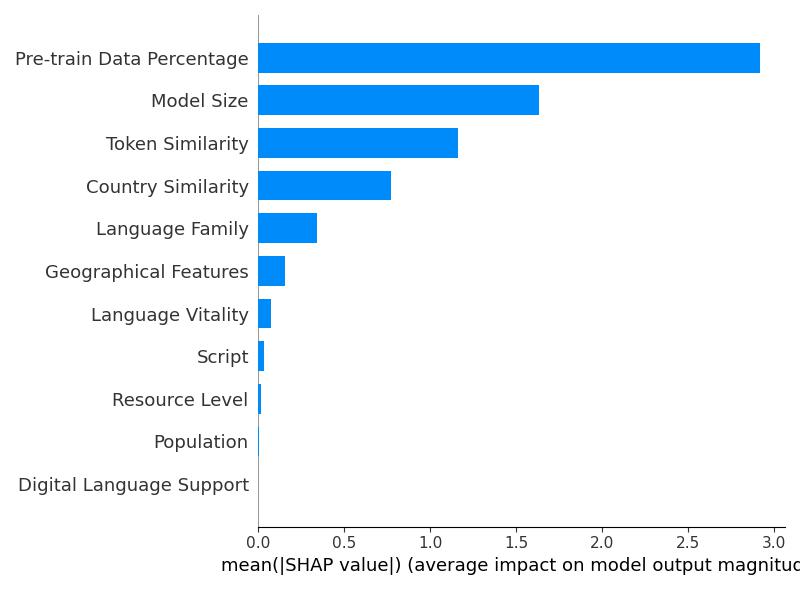 Pre-train Data Percentage
Model Size
Token Similarity
Country Similarity
Language Family
Geographical Features
Language Vitality
Script
Resource Level
Population
Digital Language Support
0.0 0.5 1.0 1.5 2.0 2.5 3.0
mean(|SHAP value|) (average impact on model output magnitud